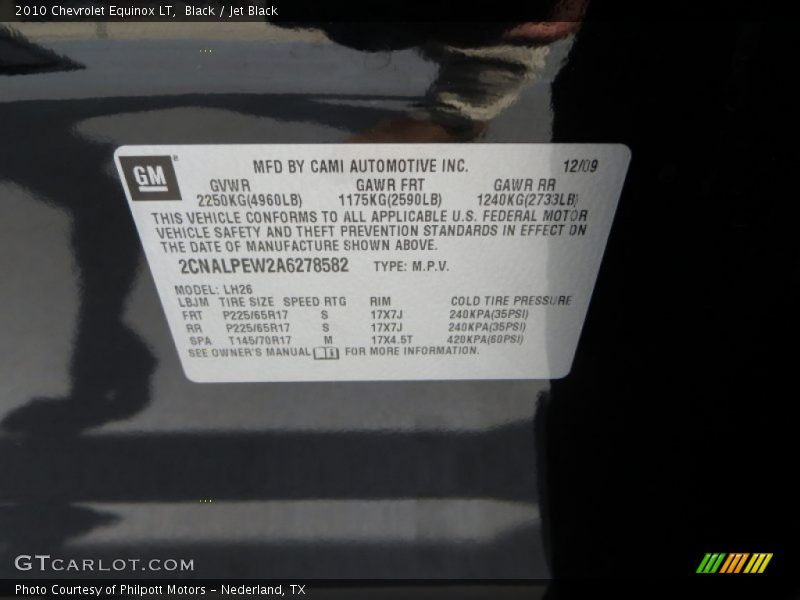 2010 Chevrolet Equinox LT,  Black / Jet Black
GM
MFD BY CAMI AUTOMOTIVE INC. 12/09
GVWR GAWR FRT GAWR RR
2250KG(4960LB) 1175KG(2590LB) 1240KG(2733LB)
THIS VEHICLE CONFORMS TO ALL APPLICABLE U.S. FEDERAL MOTOR
VEHICLE SAFETY AND THEFT PREVENTION STANDARDS IN EFFECT ON
THE DATE OF MANUFACTURE SHOWN ABOVE.
2CNALPEW2A6278582 TYPE: M.P.V.
MODEL: LH26
LBJM TIRE SIZE SPEED RTG RIM COLD TIRE PRESSURE
FRT P225/65R17 S 17X7J 240KPA(35PSI)
RR P225/65R17 S 17X7J 240KPA(35PSI)
SPA T145/70R17 M 17X4.5T 420KPA(60PSI)
SEE OWNER'S MANUAL FOR MORE INFORMATION.
GTCARLOT.COM
Photo Courtesy of Philpott Motors - Nederland, TX